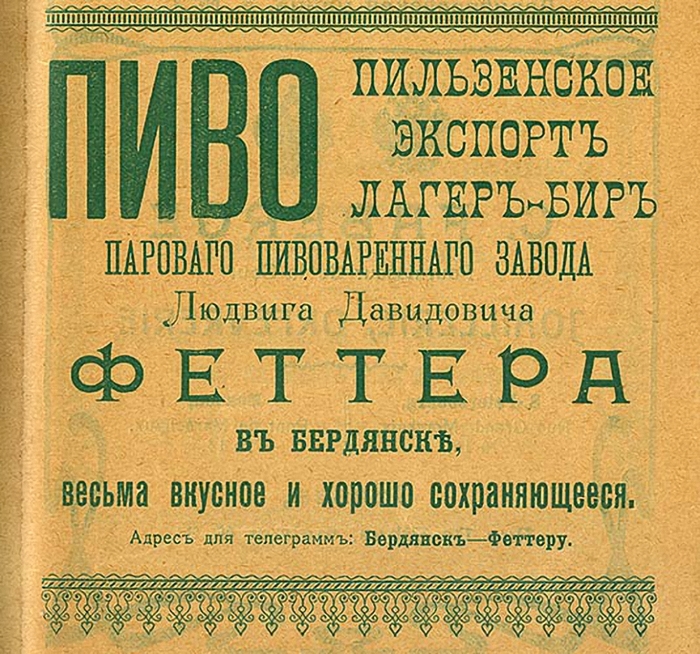 ПИВО
ПИЛЬЗЕНСКОЕ
ЭКСПОРТЪ
ЛАГЕРЪ-БИРЪ
ПАРОВАГО ПИВОВАРЕННАГО ЗАВОДА
Людвига Давидовича
ФЕТТЕРА
ВЪ БЕРДЯНСКѢ,
весьма вкусное и хорошо сохраняющееся.
Адресъ для телеграммъ: Бердянскъ—Феттеру.